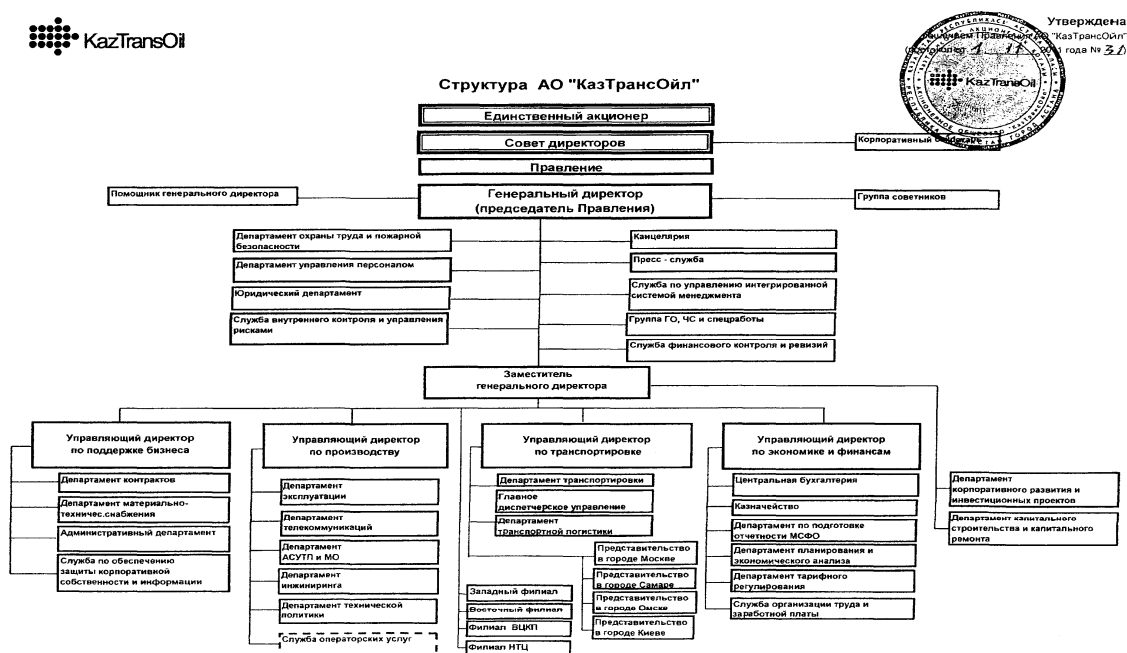 KazTransOil
Утверждена
Правления АО "КазТрансОйл"
1 11 2011 года № 31)
KazTransOil
Структура АО "КазТрансОйл"
Единственный акционер
Совет директоров
Корпоративный
Правление
Помощник генерального директора
Генеральный директор
(председатель Правления)
Группа советников
Департамент охраны труда и пожарной
безопасности
Канцелярия
Департамент управления персоналом
Пресс - служба
Юридический департамент
Служба по управлению интегрированной
системой менеджмента
Служба внутреннего контроля и управления
рисками
Группа ГО, ЧС и спецработы
Служба финансового контроля и ревизий
Заместитель
генерального директора
Управляющий директор
по поддержке бизнеса
Департамент контрактов
Департамент материально-
техничес.снабжения
Административный департамент
Служба по обеспечению
защиты корпоративной
собственности и информации
Управляющий директор
по производству
Департамент
эксплуатации
Департамент
телекоммуникаций
Департамент
АСУТП и МО
Департамент
инжиниринга
Департамент технической
политики
Служба операторских услуг
Западный филиал
Восточный филиал
Филиал ВЦКП
Филиал НТЦ
Управляющий директор
по транспортировке
Департамент транспортировки
Главное
диспетчерское управление
Департамент
транспортной логистики
Представительство
в городе Москве
Представительство
в городе Самаре
Представительство
в городе Омске
Представительство
в городе Киеве
Управляющий директор
по экономике и финансам
Центральная бухгалтерия
Казначейство
Департамент по подготовке
отчетности МСФО
Департамент планирования и
экономического анализа
Департамент тарифного
регулирования
Служба организации труда и
заработной платы
Департамент
корпоративного развития и
инвестиционных проектов
Департамент капитального
строительства и капитального
ремонта